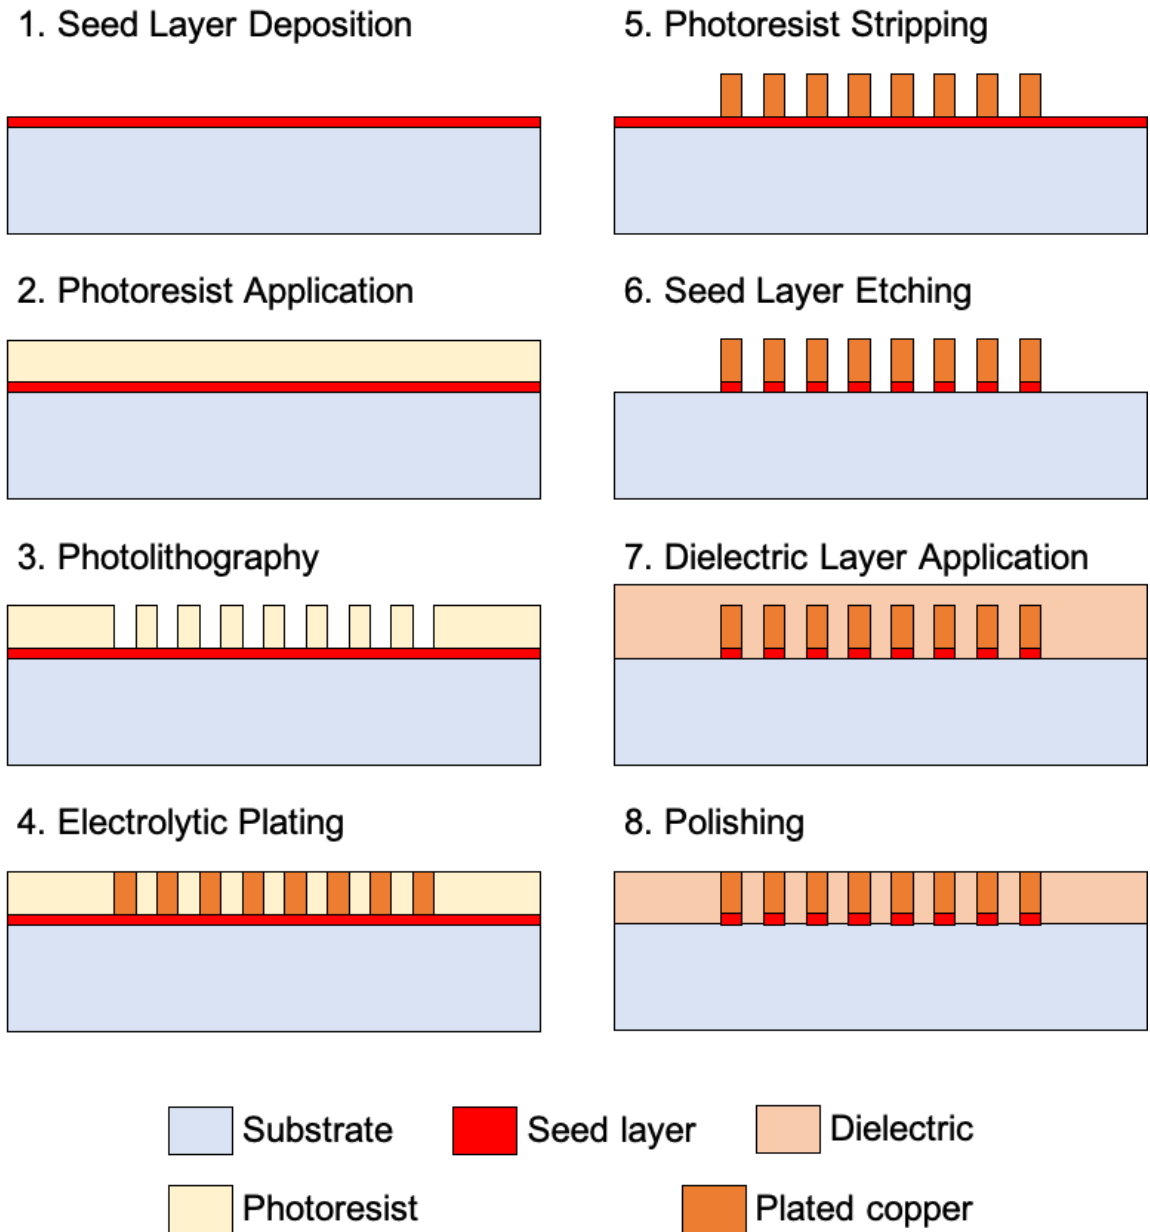 1. Seed Layer Deposition
2. Photoresist Application
3. Photolithography
4. Electrolytic Plating
5. Photoresist Stripping
6. Seed Layer Etching
7. Dielectric Layer Application
8. Polishing
Substrate
Seed layer
Dielectric
Photoresist
Plated copper